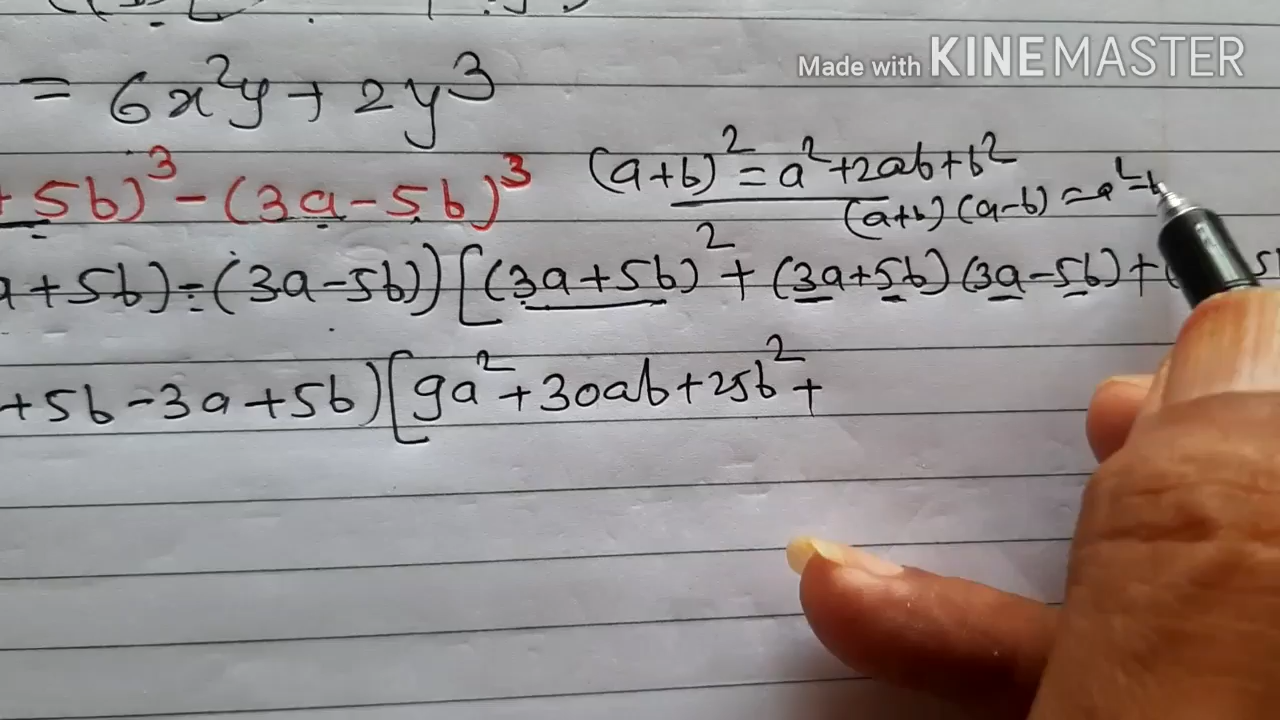 Made with KINEMASTER
= 6x²y + 2y³
+ 5b)³ - (3a - 5b)³
(a+b)² = a² + 2ab + b²
(a+b) (a-b) = a² - b
a + 5b) - (3a - 5b)) [(3a + 5b)² + (3a + 5b) (3a - 5b) + ( 5b
+ 5b - 3a + 5b) [9a² + 30ab + 25b² +